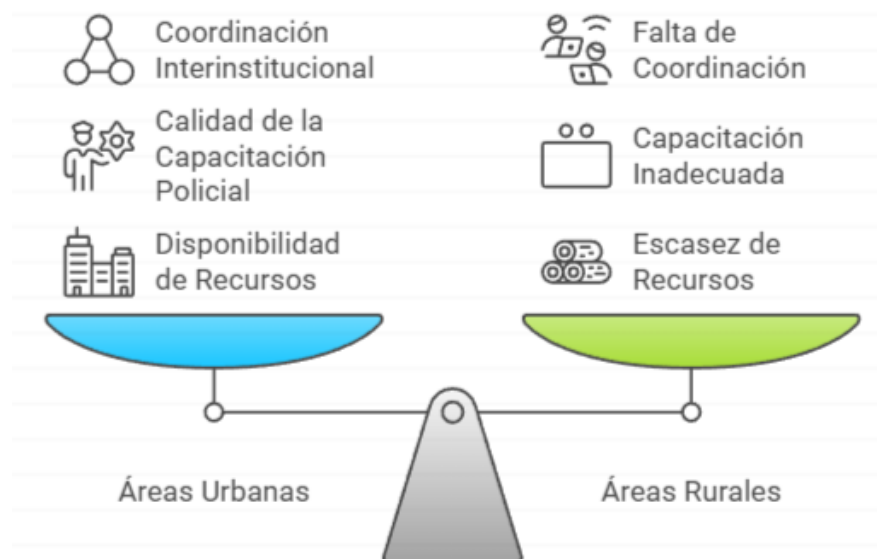 Coordinación
Interinstitucional
Calidad de la
Capacitación
Policial
Disponibilidad
de Recursos
Falta de
Coordinación
Capacitación
Inadecuada
Escasez de
Recursos
Áreas Urbanas
Áreas Rurales